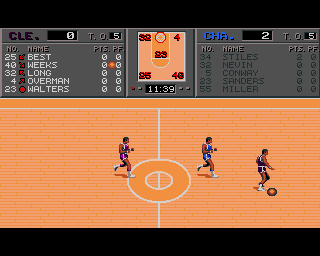 CLE. 0 T.O. 5
NO. NAME PTS. PF
25 BEST 0 0
40 WEEKS 0 0
32 LONG 0 0
4 OVERMAN 0 0
23 WALTERS 0 0
32 4
23
25 40
11:39
CHA. 2 T.O. 5
NO. NAME PTS. PF
34 STILES 2 0
32 NEVIN 0 0
5 CONWAY 0 0
23 SANDERS 0 0
55 MILLER 0 0